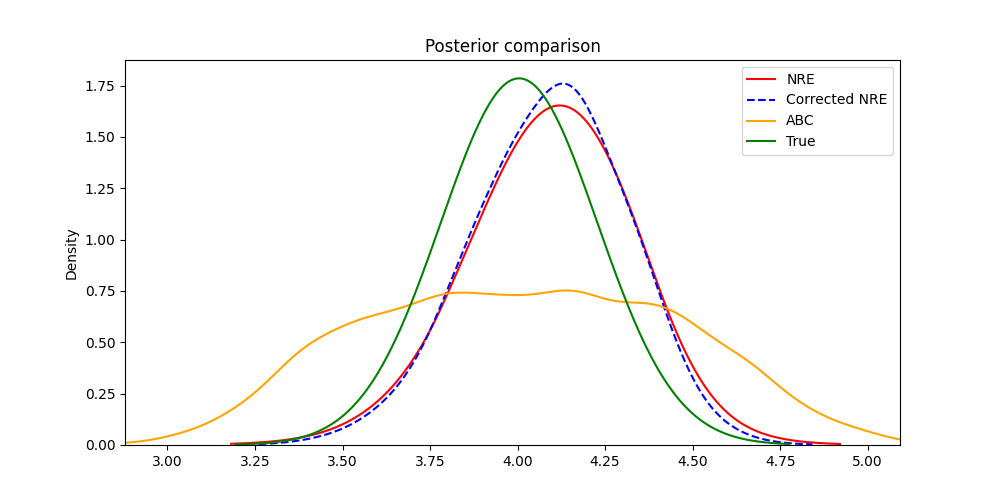 Posterior comparison
NRE
Corrected NRE
ABC
True
Density
1.75
1.50
1.25
1.00
0.75
0.50
0.25
0.00
3.00 3.25 3.50 3.75 4.00 4.25 4.50 4.75 5.00